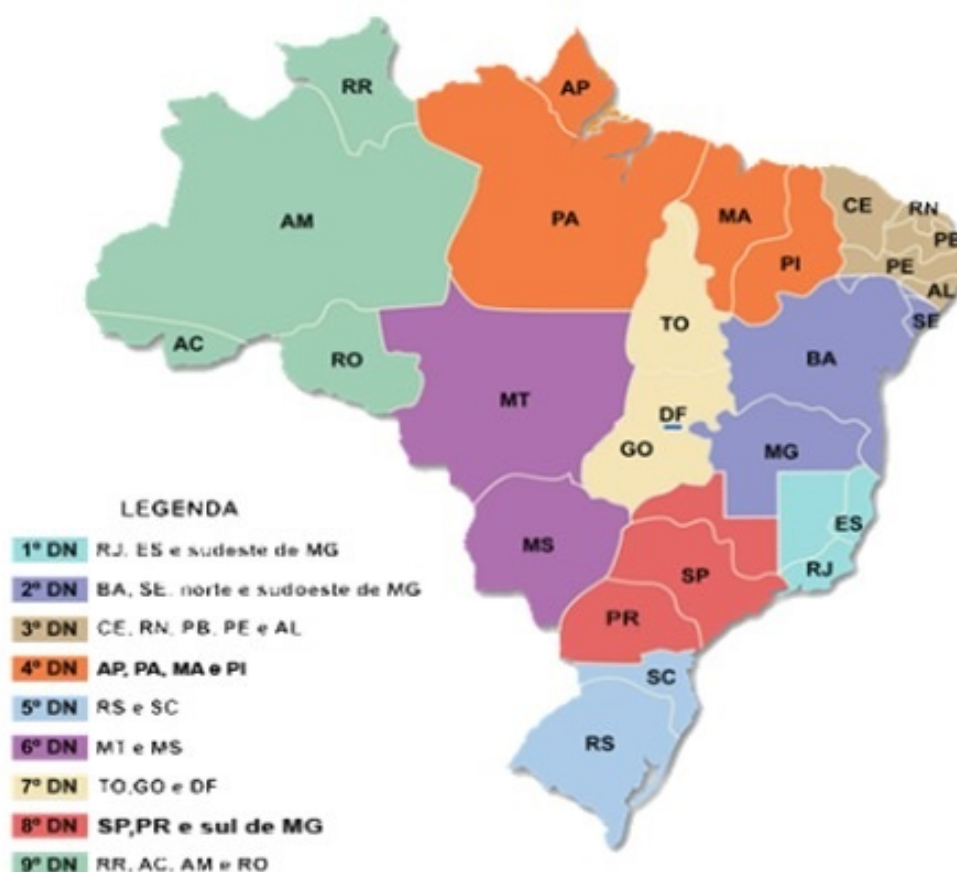 RR
AP
AM
PA
MA
CE
RN
PB
PI
PE
AL
SE
TO
AC
RO
BA
MT
DF
GO
MG
ES
MS
RJ
SP
PR
SC
RS
LEGENDA
1º DN RJ, ES e sudeste de MG
2º DN BA, SE, norte e sudoeste de MG
3º DN CE, RN, PB, PE e AL
4º DN AP, PA, MA e PI
5º DN RS e SC
6º DN MT e MS
7º DN TO,GO e DF
8º DN SP,PR e sul de MG
9º DN RR, AC, AM e RO